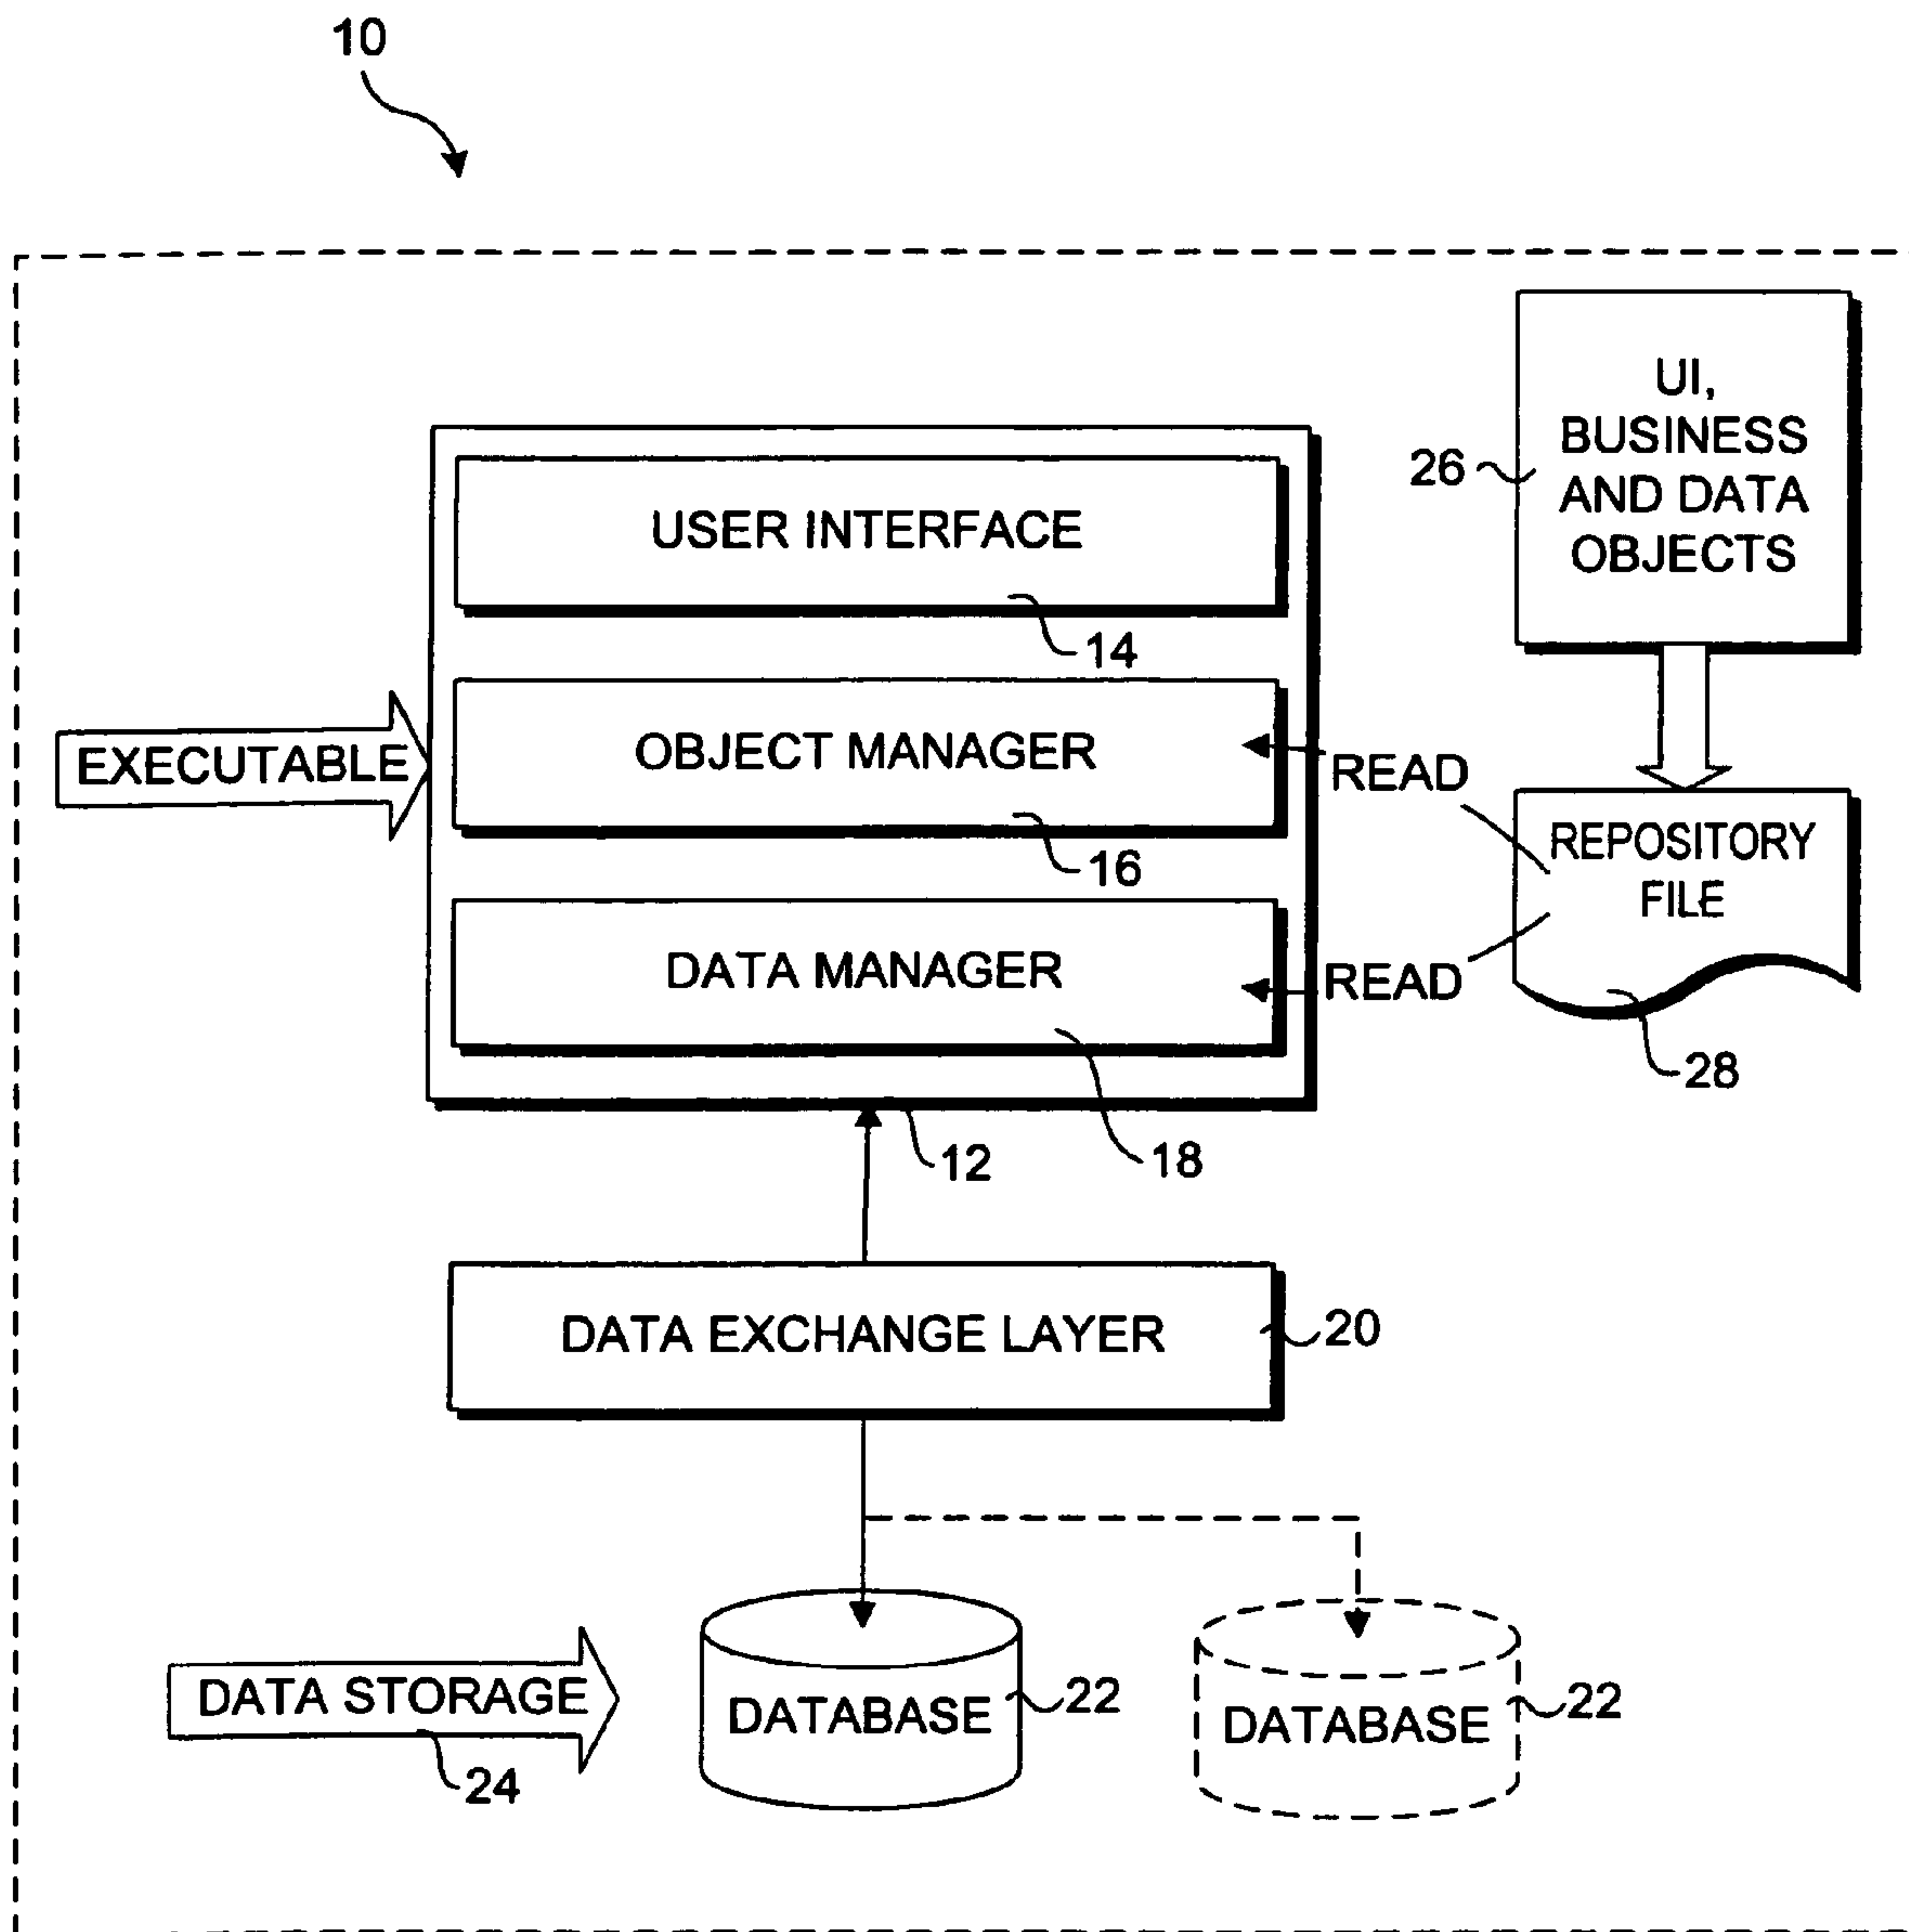 10
UI,
BUSINESS
AND DATA
OBJECTS
26
USER INTERFACE
14
EXECUTABLE
OBJECT MANAGER
READ
16
REPOSITORY
FILE
DATA MANAGER
READ
28
12
18
DATA EXCHANGE LAYER
20
DATA STORAGE
24
DATABASE
22
DATABASE
22